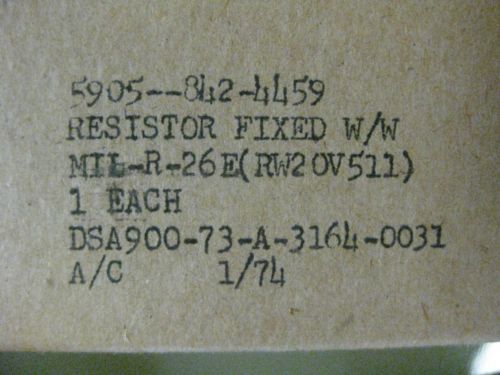 5905--842-4459
RESISTOR FIXED W/W
MIL-R-26E(RW20V511)
1 EACH
DSA900-73-A-3164-0031
A/C 1/74